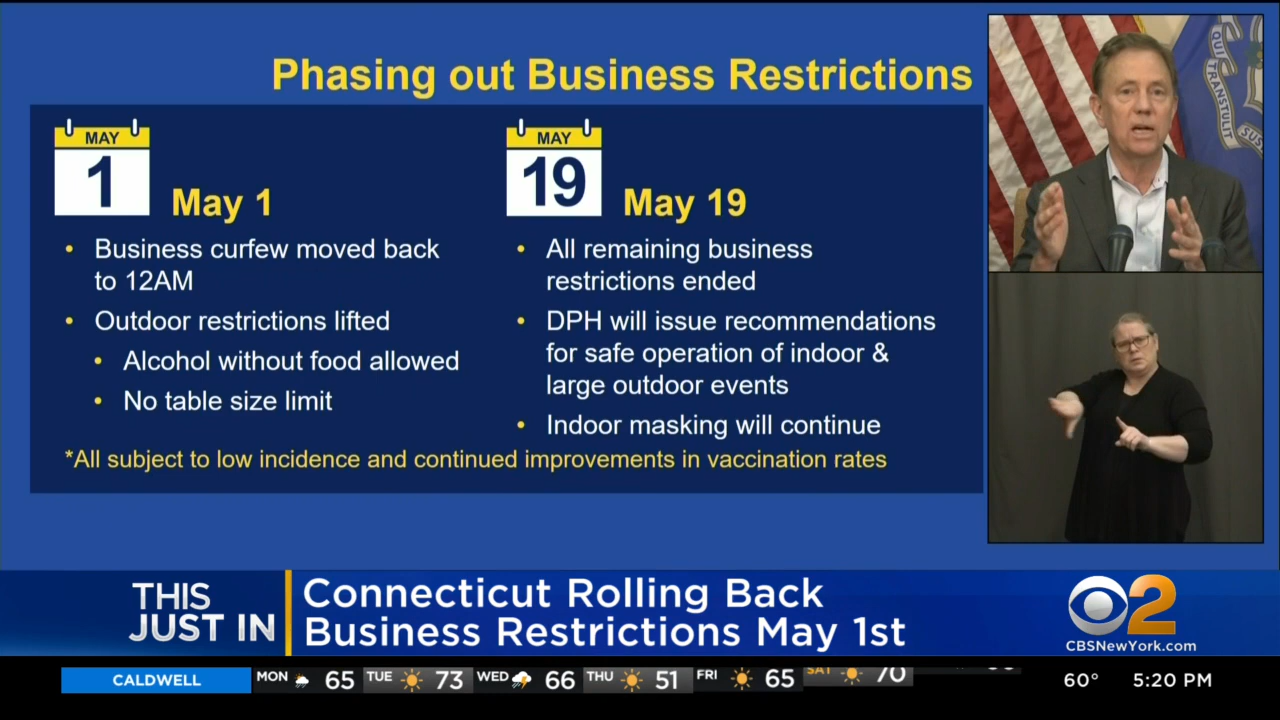 Phasing out Business Restrictions
MAY
1
May 1
• Business curfew moved back
to 12AM
• Outdoor restrictions lifted
• Alcohol without food allowed
• No table size limit
MAY
19
May 19
• All remaining business
restrictions ended
• DPH will issue recommendations
for safe operation of indoor &
large outdoor events
• Indoor masking will continue
*All subject to low incidence and continued improvements in vaccination rates
QUI TRANSTULIT
SUS
THIS
JUST IN
Connecticut Rolling Back
Business Restrictions May 1st
2
CBSNewYork.com
CALDWELL
MON 65 TUE 73 WED 66 THU 51 FRI 65 SAT 70
60° 5:20 PM